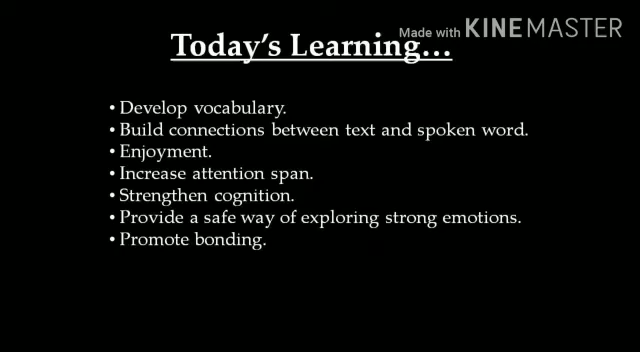 Made with KINEMASTER
Today's Learning...
• Develop vocabulary.
• Build connections between text and spoken word.
• Enjoyment.
• Increase attention span.
• Strengthen cognition.
• Provide a safe way of exploring strong emotions.
• Promote bonding.